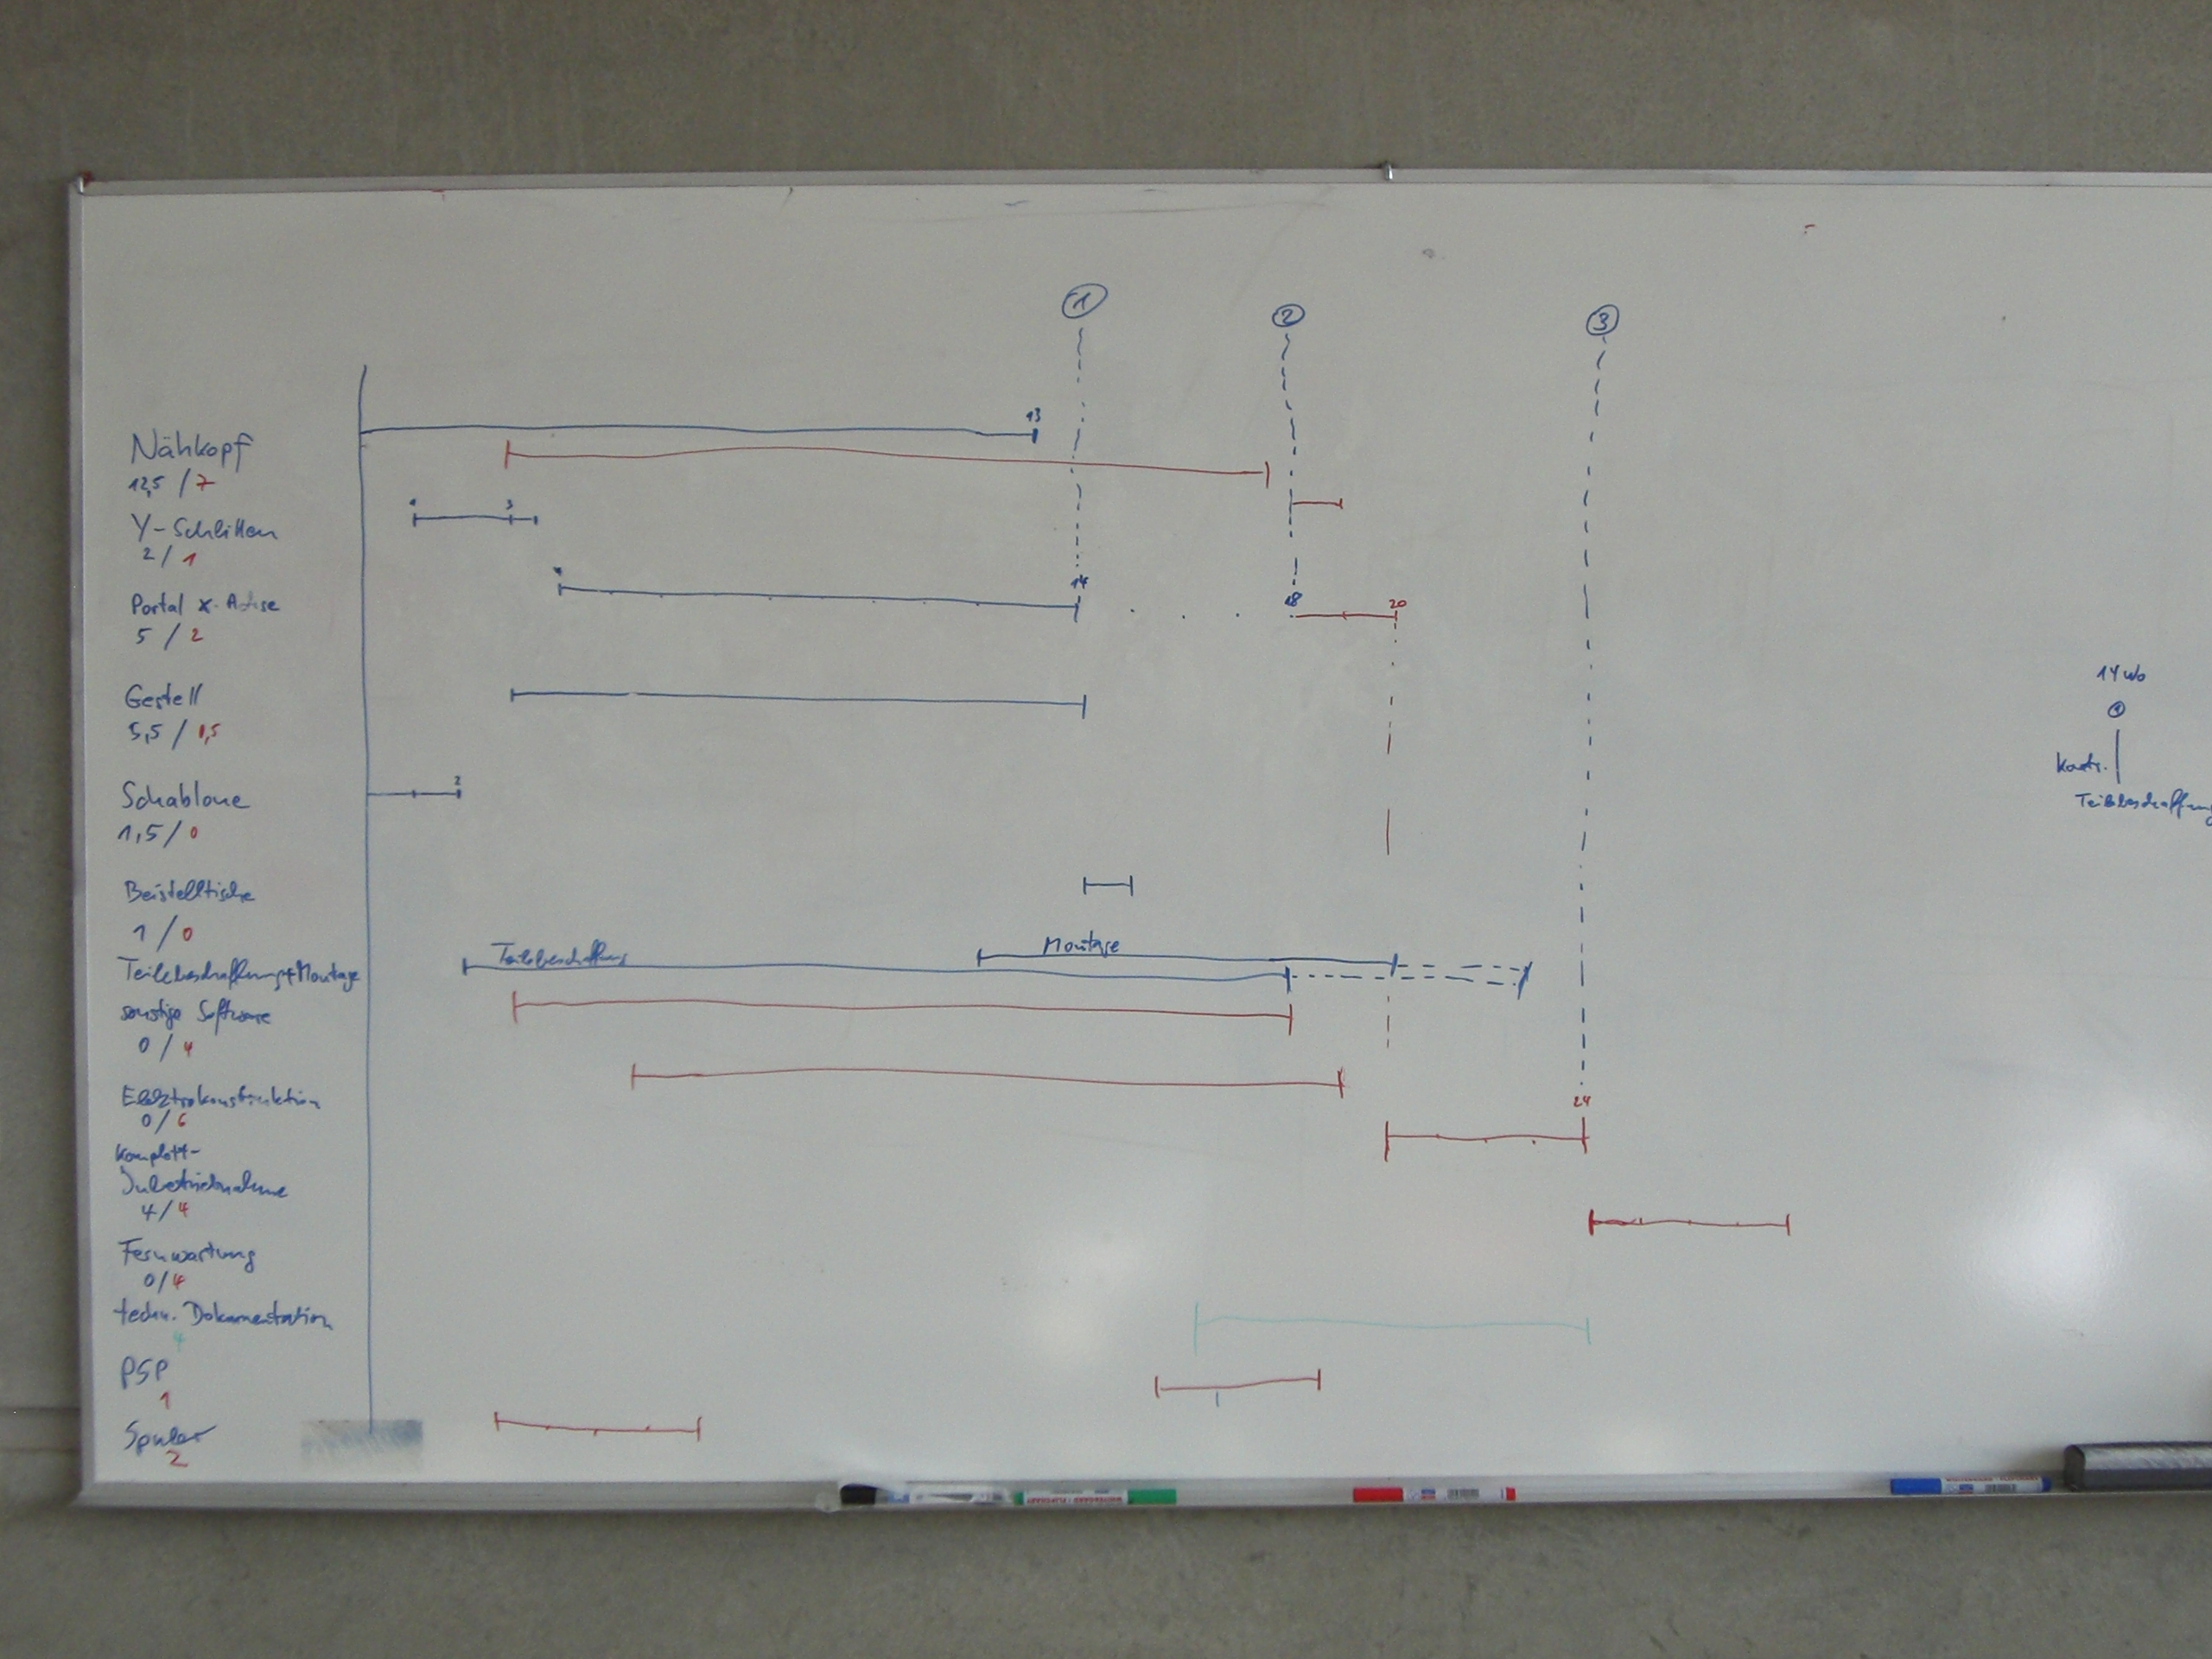 1
2
3
13
Nähkopf
12,5 / 7
1 3
Y-Schlitten
2 / 1
4 14 18 20
Portal x-Achse
5 / 2
Gestell
5,5 / 1,5
2
Schablone
1,5 / 0
Beistelltische
1 / 0
Teilebeschaffung Montage
Teilebeschaffung+Montage
sonstige Software
0 / 4
Elektrokonstruktion
0 / 6
24
Komplett-
Inbetriebnahme
4 / 4
Fernwartung
0 / 4
techn. Dokumentation
4
PSP
1
Spuler
2
14 Wo
1
Konstr.
Teilebeschaffung